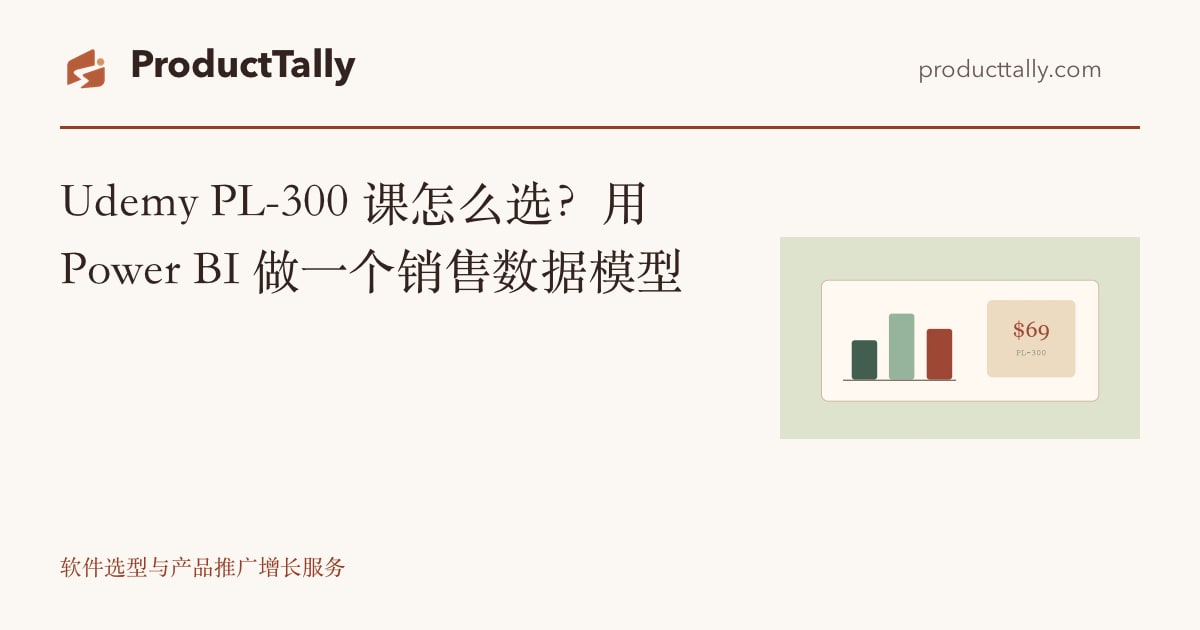 ProductTally
producttally.com
Udemy PL-300 课怎么选？用
Power BI 做一个销售数据模型
$69
PL-300
软件选型与产品推广增长服务